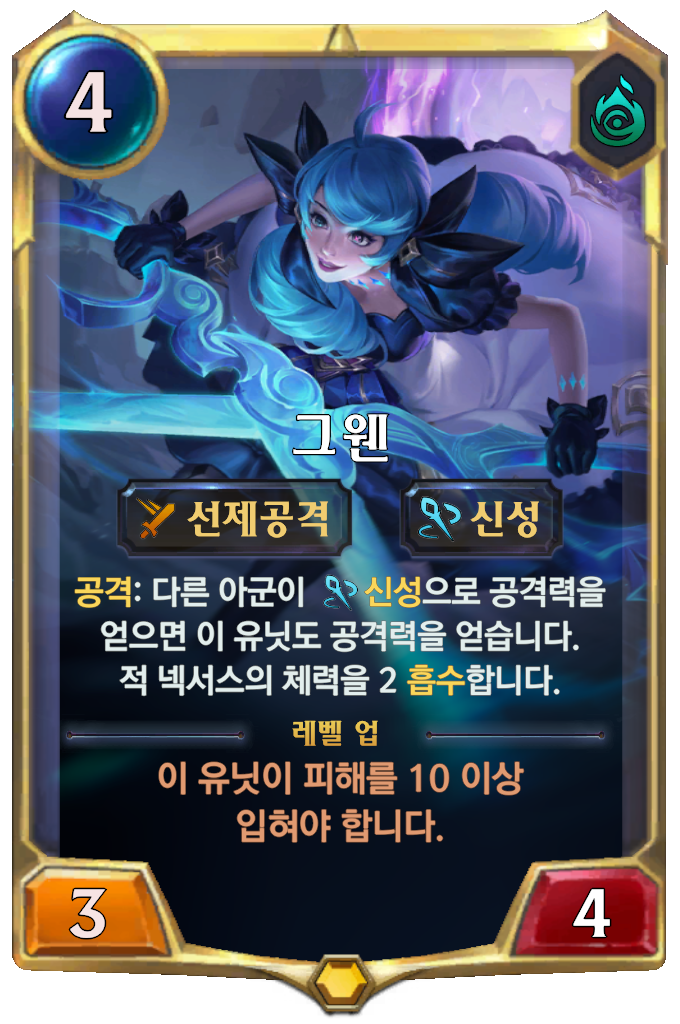 4
그웬
선제공격 신성
공격: 다른 아군이 신성으로 공격력을
얻으면 이 유닛도 공격력을 얻습니다.
적 넥서스의 체력을 2 흡수합니다.
레벨 업
이 유닛이 피해를 10 이상
입혀야 합니다.
3 4